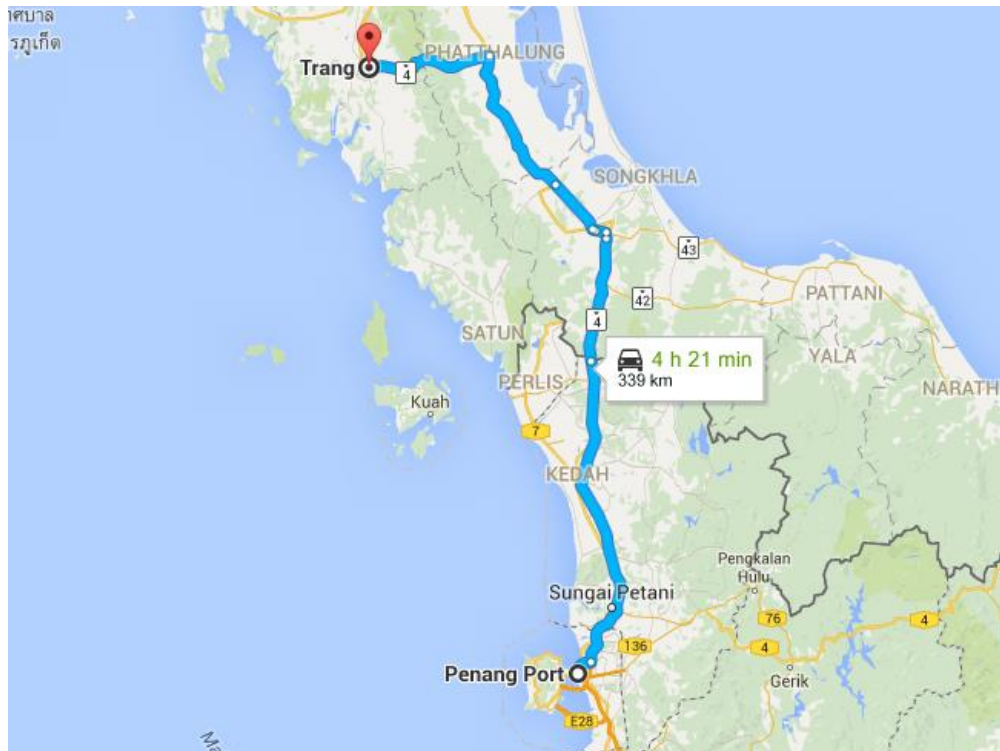 ศบาล
รภูเก็ต
PHATTHALUNG
Trang
4
SONGKHLA
43
42
PATTANI
4
SATUN
YALA
4 h 21 min
339 km
PERLIS
NARATH
Kuah
7
KEDAH
Pengkalan
Hulu
Sungai Petani
76
4
136
4
Penang Port
Gerik
E28
Ma